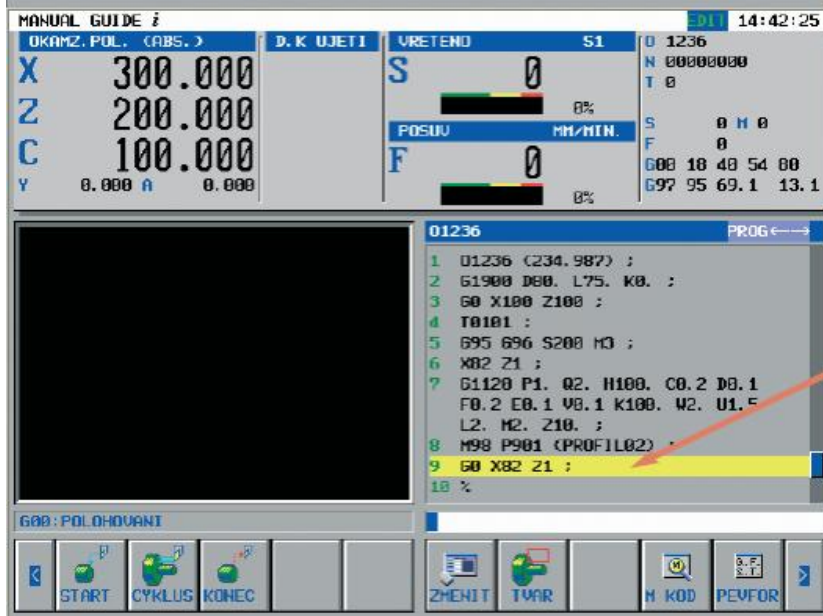 MANUAL GUIDE i EDIT 14:42:25
OKAMZ.POL. (ABS.) D.K UJETI VRETENO S1 O 1236
X 300.000 S 0 N 00000000
T 0
Z 200.000 0%
POSUV MM/MIN. S 0 M 0
C 100.000 F 0 F 0
G00 18 40 54 80
Y 0.000 A 0.000 0% G97 95 69.1 13.1
O1236 PROG
1 O1236 (234.987) ;
2 G1900 D80. L75. K0. ;
3 G0 X100 Z100 ;
4 T0101 ;
5 G95 G96 S200 M3 ;
6 X82 Z1 ;
7 G1120 P1. Q2. H100. C0.2 D0.1
F0.2 E0.1 V0.1 K100. W2. U1.5
L2. M2. Z210. ;
8 M98 P901 (PROFIL02) ;
9 G0 X82 Z1 ;
10 %
G00:POLOHOVANI
START CYKLUS KONEC ZMENIT TVAR M KOD PEVFOR